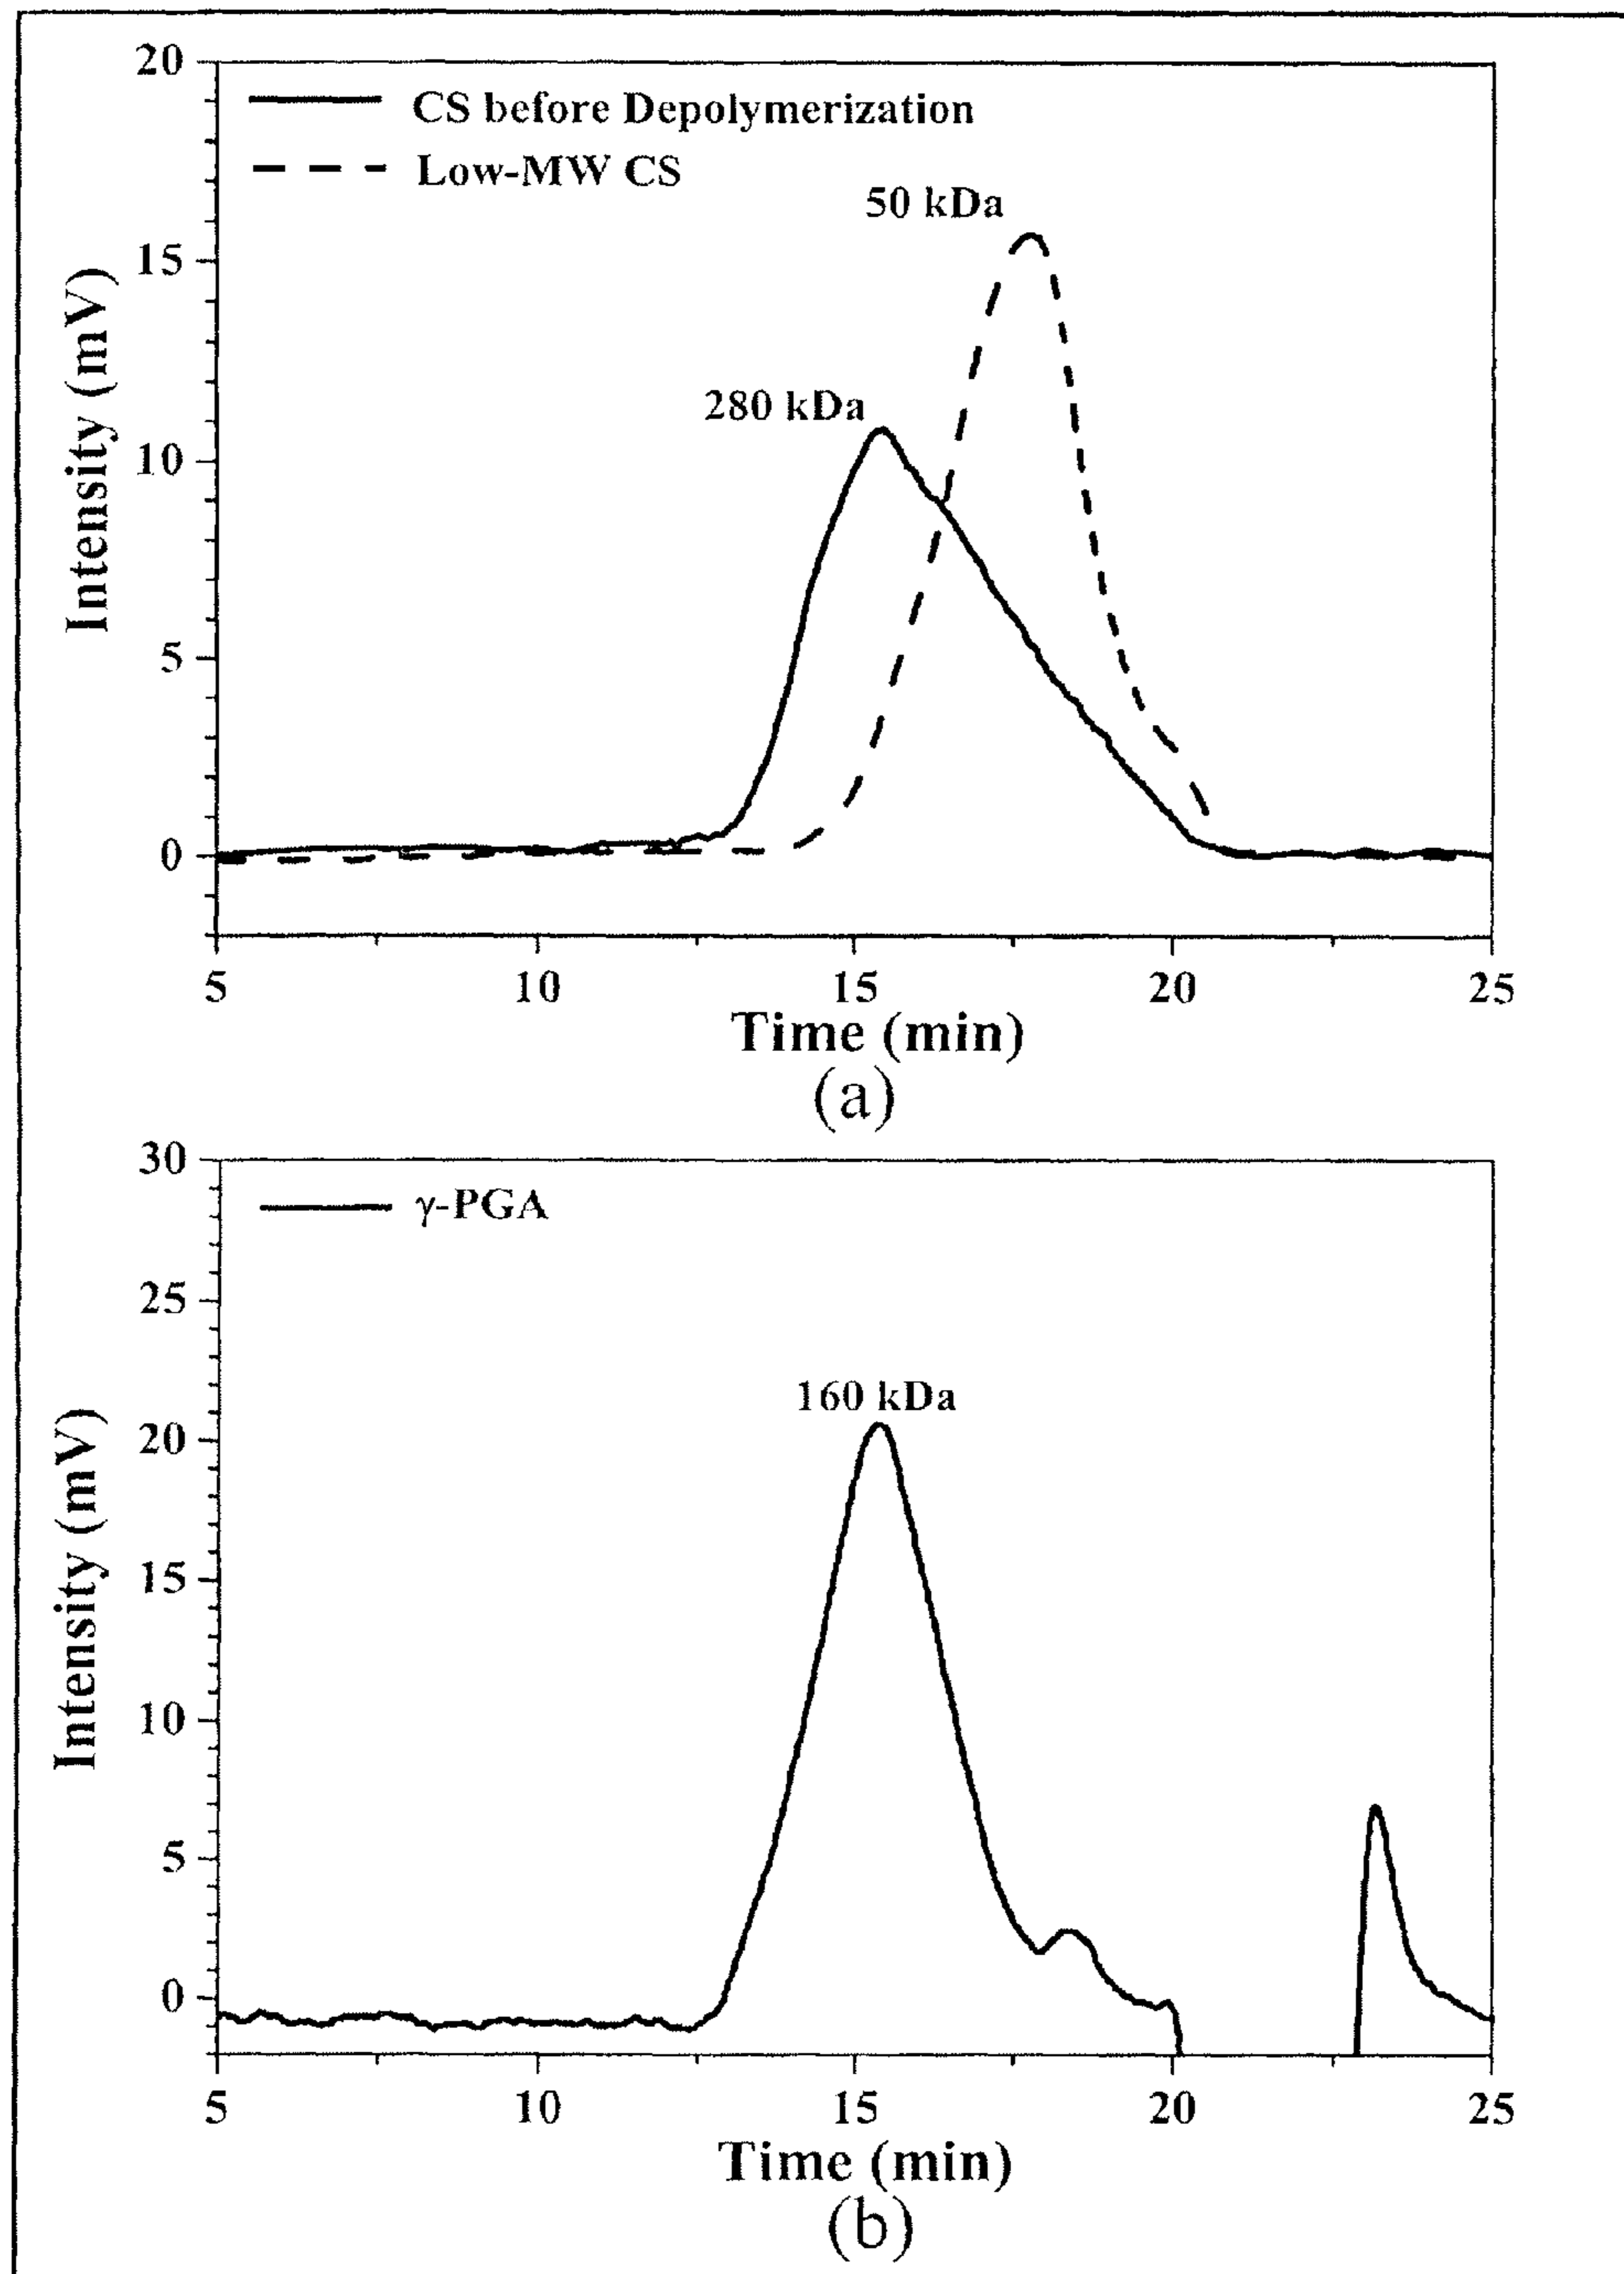 20
CS before Depolymerization
Low-MW CS
50 kDa
15
280 kDa
10
5
0
Intensity (mV)
5 10 15 20 25
Time (min)
(a)
30
γ-PGA
25
160 kDa
20
15
10
5
0
Intensity (mV)
5 10 15 20 25
Time (min)
(b)